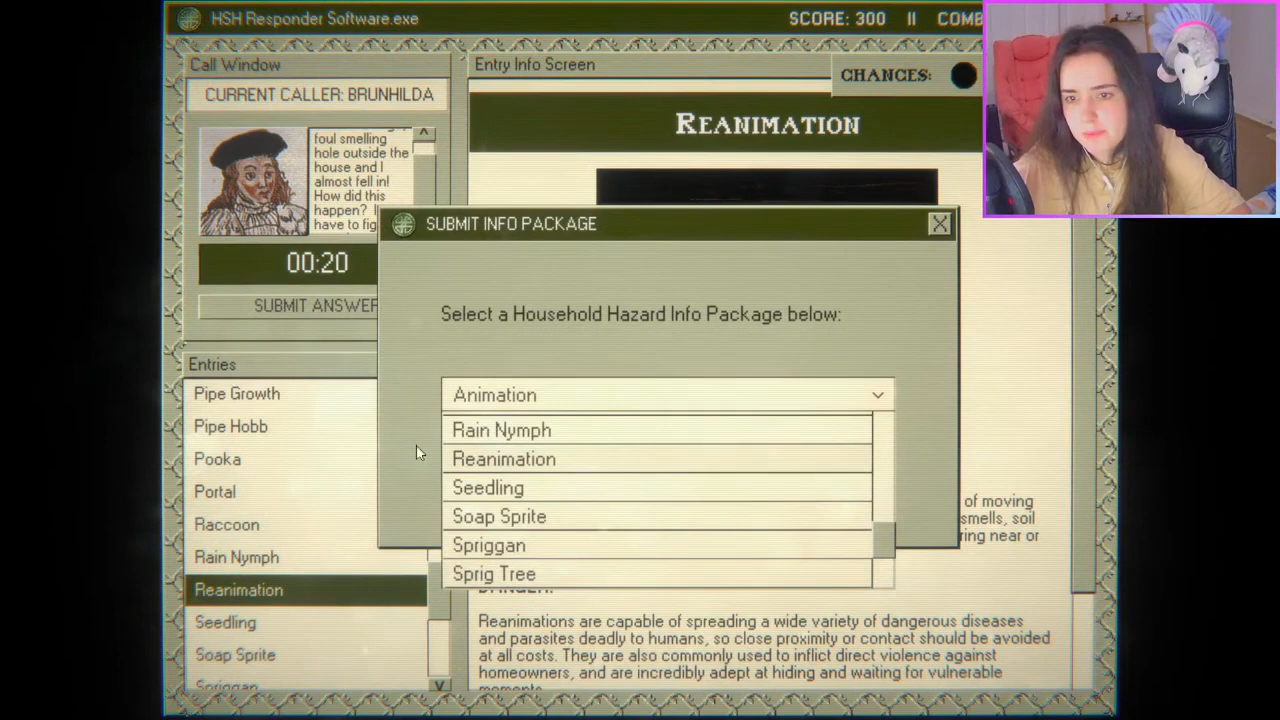 HSH Responder Software.exe
SCORE: 300 II COMB
Call Window
CURRENT CALLER: BRUNHILDA
foul smelling
hole outside the
house and I
almost fell in!
How did this
happen?
have to fig
00:20
SUBMIT ANSWER
Entries
Pipe Growth
Pipe Hobb
Pooka
Portal
Raccoon
Rain Nymph
Reanimation
Seedling
Soap Sprite
Spriggan
Entry Info Screen
CHANCES:
REANIMATION
SUBMIT INFO PACKAGE
Select a Household Hazard Info Package below:
Animation
Rain Nymph
Reanimation
Seedling
Soap Sprite
Spriggan
Sprig Tree
of moving
smells, soil
ring near or
DANGER:
Reanimations are capable of spreading a wide variety of dangerous diseases
and parasites deadly to humans, so close proximity or contact should be avoided
at all costs. They are also commonly used to inflict direct violence against
homeowners, and are incredibly adept at hiding and waiting for vulnerable
moments